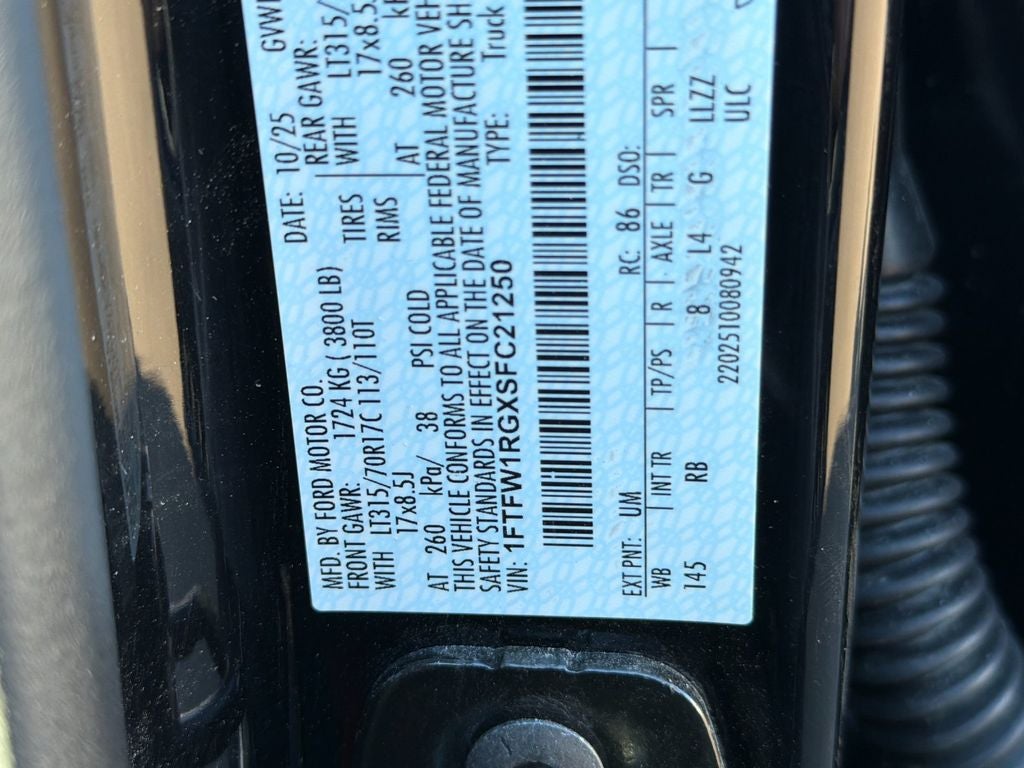 MFD. BY FORD MOTOR CO.
DATE: 10/25
FRONT GAWR: 1724 KG ( 3800 LB)
REAR GAWR:
WITH LT315/70R17C 113/110T TIRES
WITH LT315/
17x8.5J RIMS
17x8.5
AT 260 kPa/ 38 PSI COLD
AT 260
THIS VEHICLE CONFORMS TO ALL APPLICABLE FEDERAL MOTOR
SAFETY STANDARDS IN EFFECT ON THE DATE OF MANUFACTURE
VIN: 1FTFW1RGXSFC21250
TYPE: Truck
EXT PNT: UM RC: 86 DSO:
WB INT TR TP/PS R AXLE TR SPR
145 RB 8 L4 G LLZZ
2202510080942 ULC